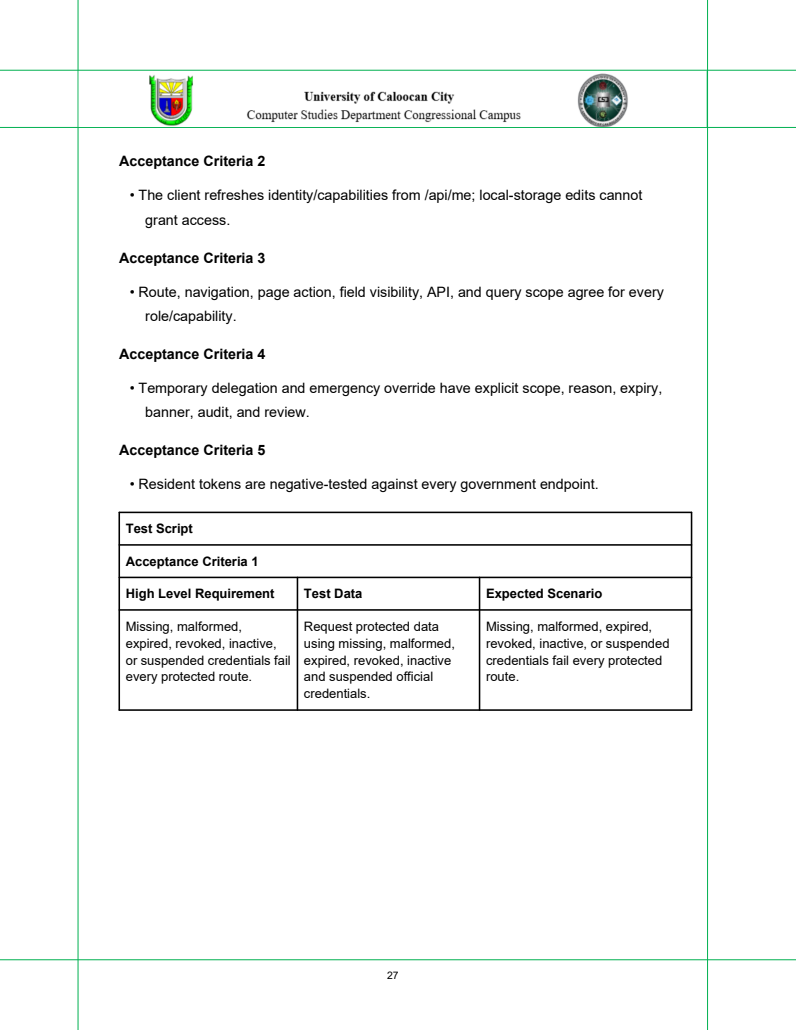 University of Caloocan City
Computer Studies Department Congressional Campus
Acceptance Criteria 2
• The client refreshes identity/capabilities from /api/me; local-storage edits cannot
grant access.
Acceptance Criteria 3
• Route, navigation, page action, field visibility, API, and query scope agree for every
role/capability.
Acceptance Criteria 4
• Temporary delegation and emergency override have explicit scope, reason, expiry,
banner, audit, and review.
Acceptance Criteria 5
• Resident tokens are negative-tested against every government endpoint.
Test Script
Acceptance Criteria 1
High Level Requirement
Test Data
Expected Scenario
Missing, malformed,
expired, revoked, inactive,
or suspended credentials fail
every protected route.
Request protected data
using missing, malformed,
expired, revoked, inactive
and suspended official
credentials.
Missing, malformed, expired,
revoked, inactive, or suspended
credentials fail every protected
route.
27